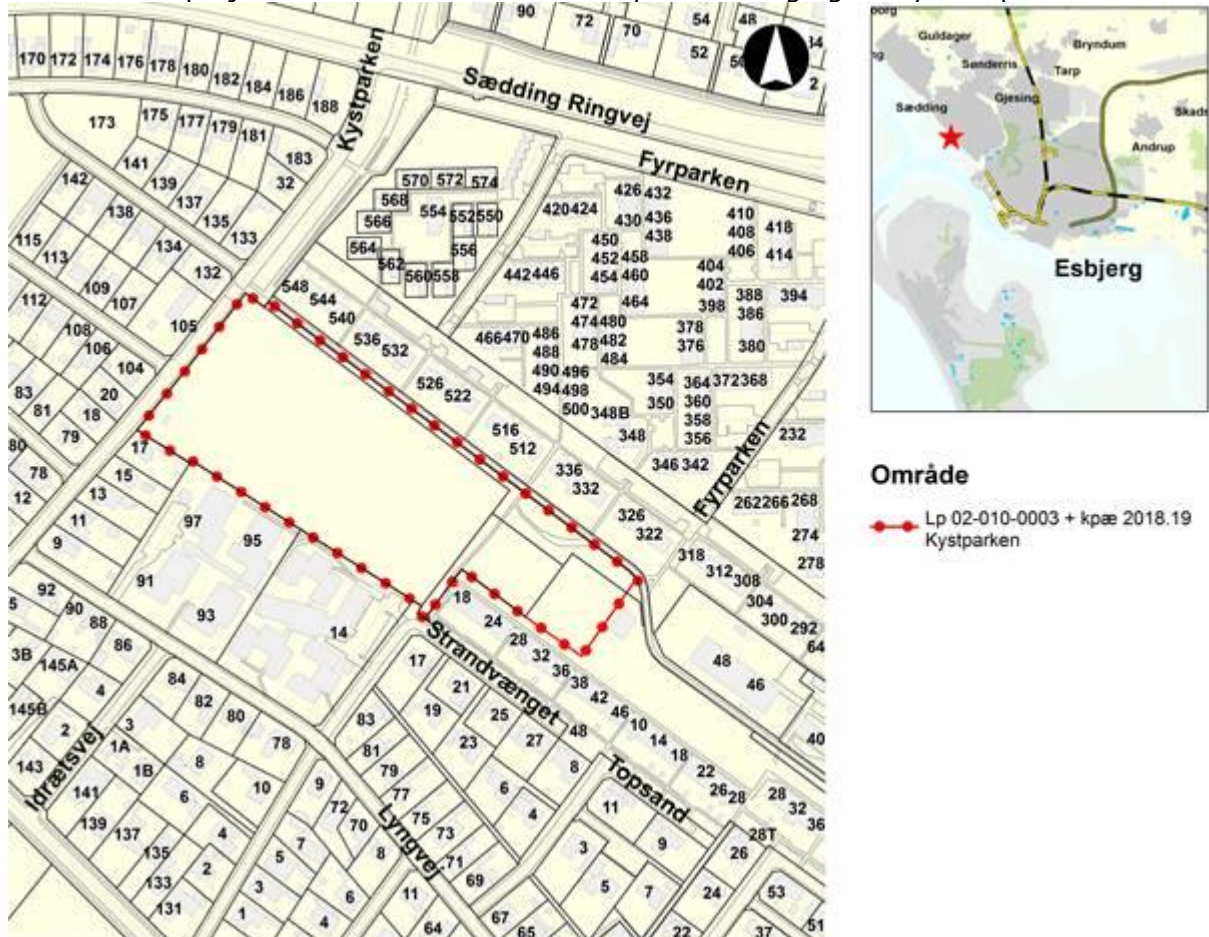 90 72 70 54 48
52
170 172 174 176 178 180 182 184 186 188
Kystparken
Sædding Ringvej
Fyrparken
173 175 177 179 181 183
32
141 139 137 135 133
142 138 134 132
115 113 109 107 105
112 108 106 104
83 81 79 18 20
80 78 12
17 15 13 11 9
570 572 574
568 566 564 562 560 558
554 552 550 556
426 432
420 424 430 436 438
410 408 406 418 414
450 452 454 458 460 464
442 446
404 402 398
388 386 380 394
472 474 480 478 482 484
466 470 486 488 490 494 496 498 500
378 376
354 350 364 360 358 356 372 368
348B 348 346 342
232
262 266 268 274 278
Fyrparken
548 544 540 536 532 526 522 516 512
336 332 326 322 318 312 308 304 300 292 64
97 95 91 93 14
18 24 28 32 36 38 42 46 10 14 18 22 26 28
48 46 40
28 32 36
Strandvænget
92 90 88 86 84 82 80 78
5 3B 145A 145B 143 4 2
3 1A 1B 8 6 10 4 2
Idrætsvej
141 139 137 135 133 131
17 21 19 25 23 27 8 48
83 81 79 77 75 73 71 69 67 65
9 72 70 8 7 5 3 1 6 4
Lyngvej
11 64
6 4
Topsand
11 9 3 5 7
28T 26 24 22 53 51 37
Guldager
Bryndum
Sønderris
Tarp
Gjesing
Sædding
Skads
Andrup
Esbjerg
Område
Lp 02-010-0003 + kpæ 2018.19
Kystparken